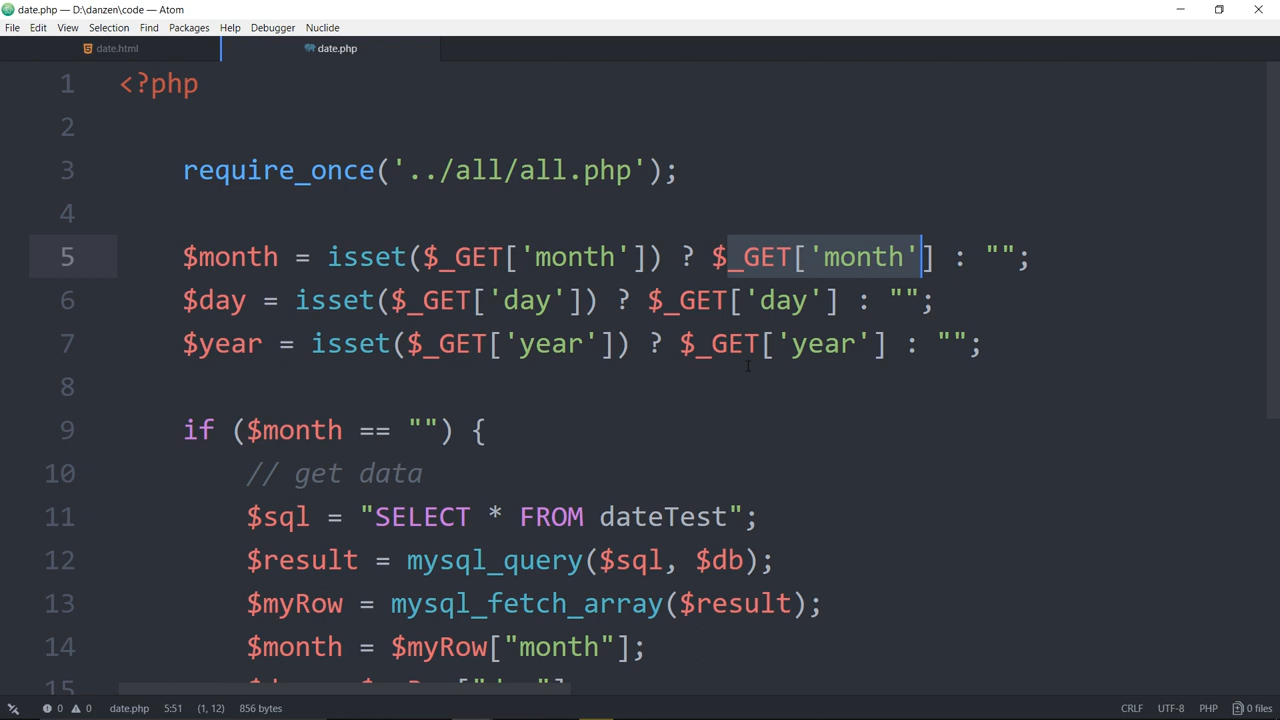 date.php — D:\danzen\code — Atom
File Edit View Selection Find Packages Help Debugger Nuclide
date.html date.php
1 <?php
2
3 require_once('../all/all.php');
4
5 $month = isset($_GET['month']) ? $_GET['month'] : "";
6 $day = isset($_GET['day']) ? $_GET['day'] : "";
7 $year = isset($_GET['year']) ? $_GET['year'] : "";
8
9 if ($month == "") {
10 // get data
11 $sql = "SELECT * FROM dateTest";
12 $result = mysql_query($sql, $db);
13 $myRow = mysql_fetch_array($result);
14 $month = $myRow["month"];
15
0 0 date.php 5:51 (1, 12) 856 bytes CRLF UTF-8 PHP 0 files